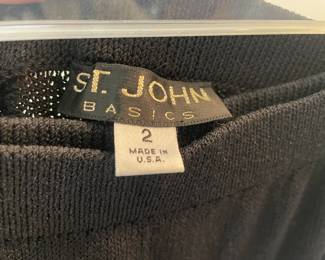 ST. JOHN
BASICS
2
MADE IN
U.S.A.